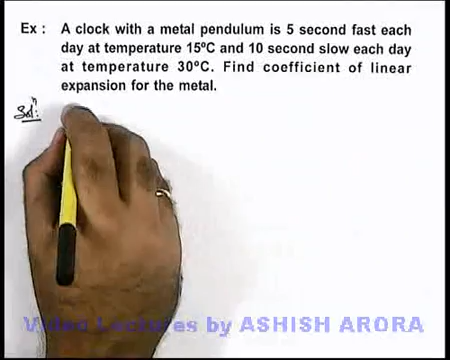 Ex : A clock with a metal pendulum is 5 second fast each
day at temperature 15ºC and 10 second slow each day
at temperature 30ºC. Find coefficient of linear
expansion for the metal.
Solⁿ:
Video Lectures by ASHISH ARORA